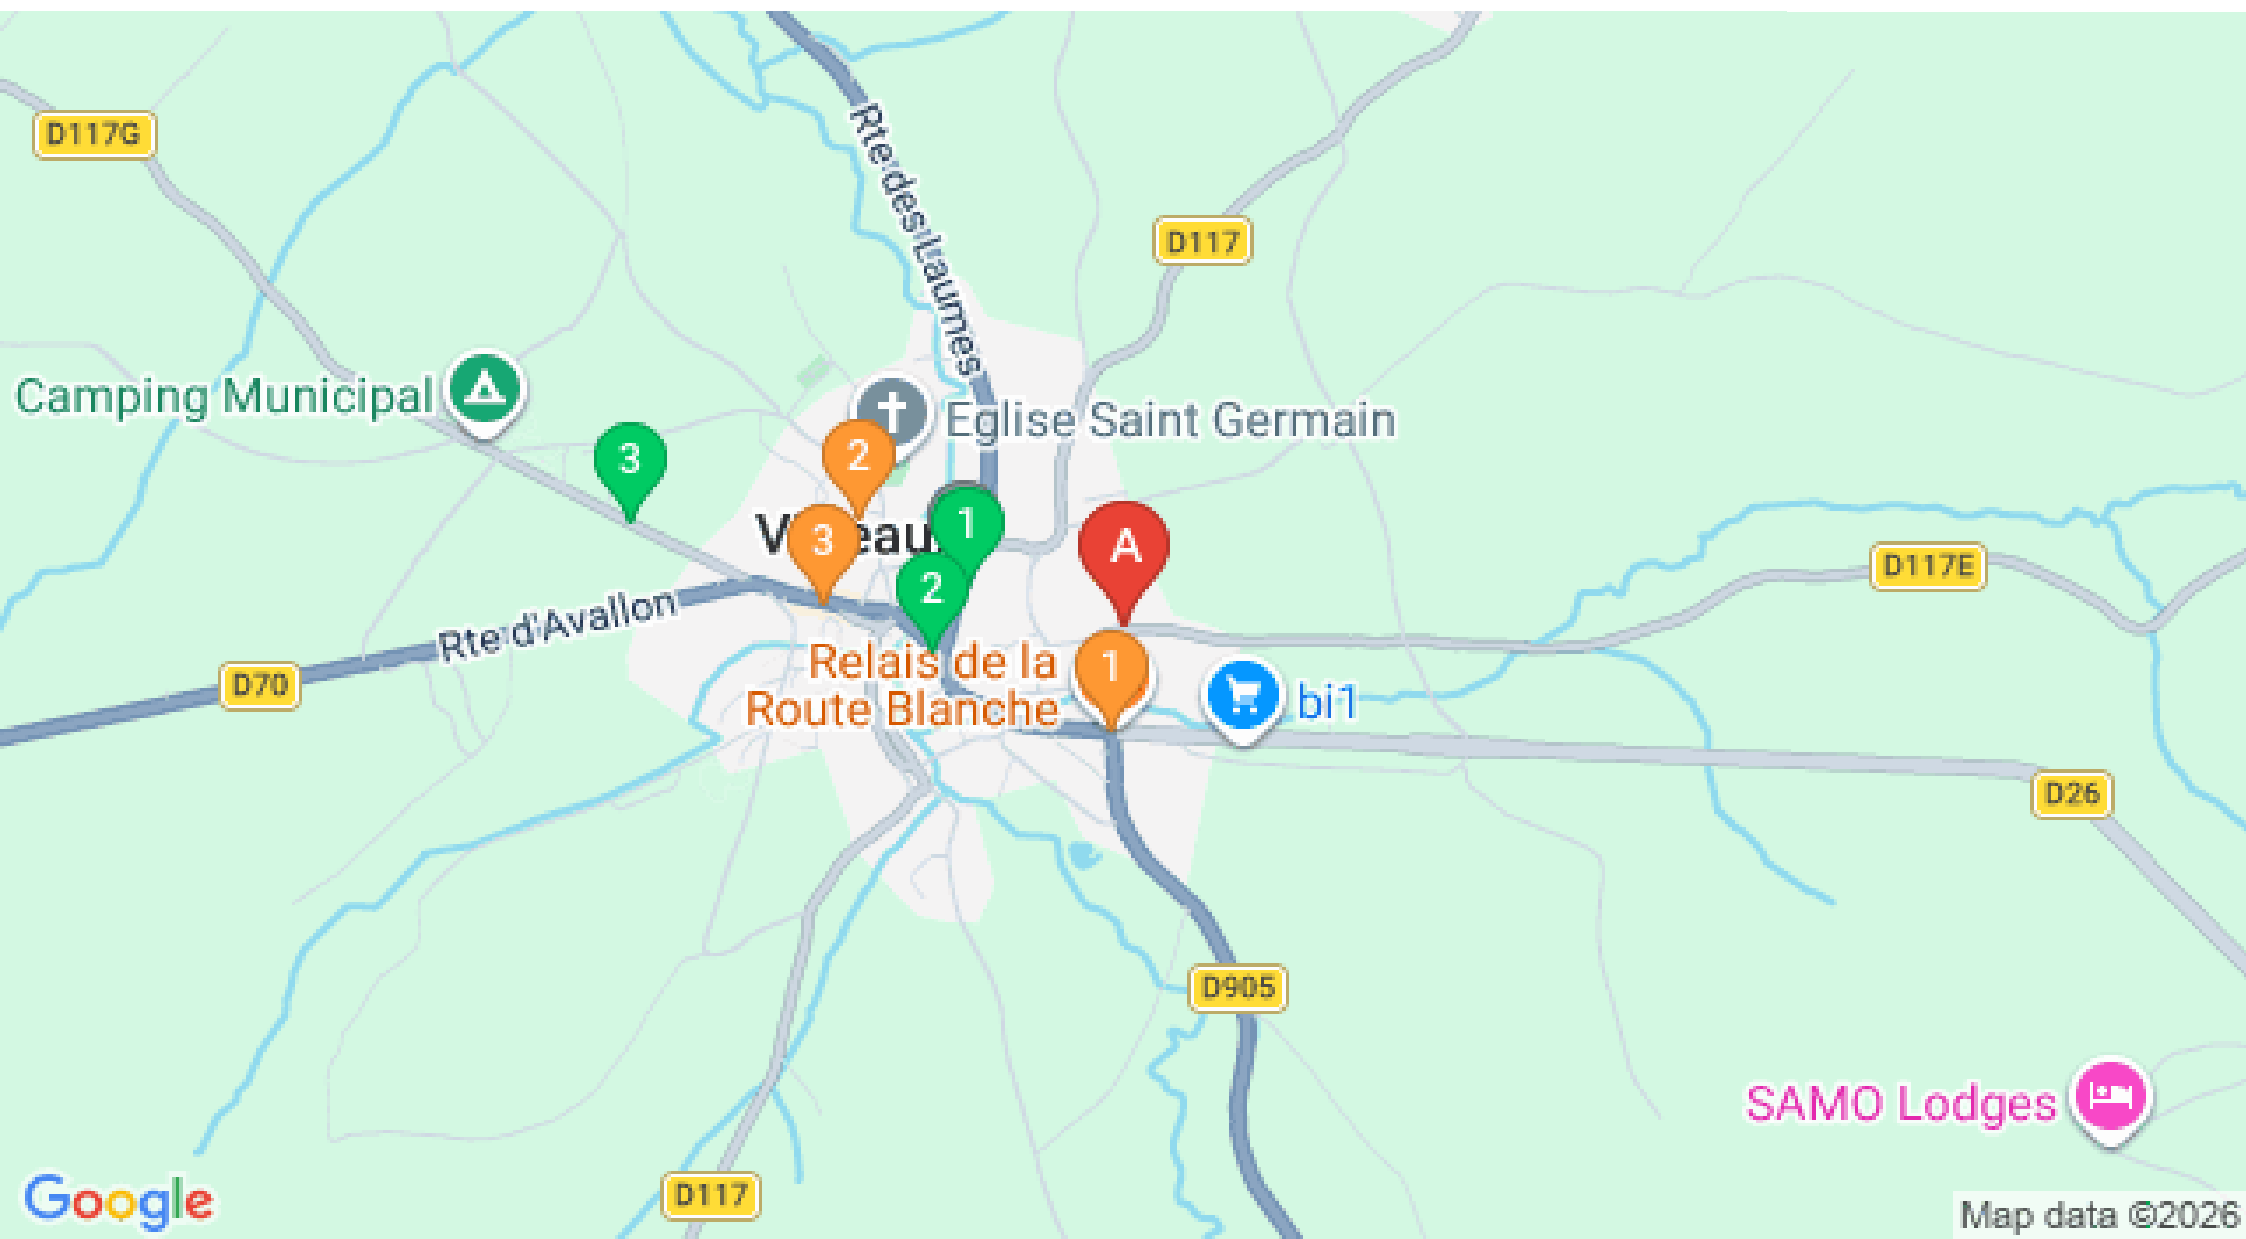 D117G
Rte des Laumes
D117
Camping Municipal
Eglise Saint Germain
3
2
1
3
A
2
D117E
Rte d'Avallon
Relais de la
Route Blanche
1
D70
bi1
D26
D905
SAMO Lodges
D117
Google
Map data ©2026